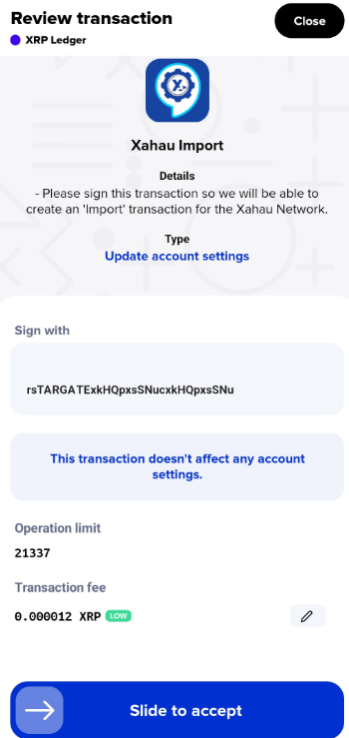 Review transaction
Close
XRP Ledger
Xahau Import
Details
- Please sign this transaction so we will be able to
create an 'Import' transaction for the Xahau Network.
Type
Update account settings
Sign with
rsTARGATExkHQpxsSNucxkHQpxsSNu
This transaction doesn't affect any account
settings.
Operation limit
21337
Transaction fee
0.000012 XRP LOW
Slide to accept